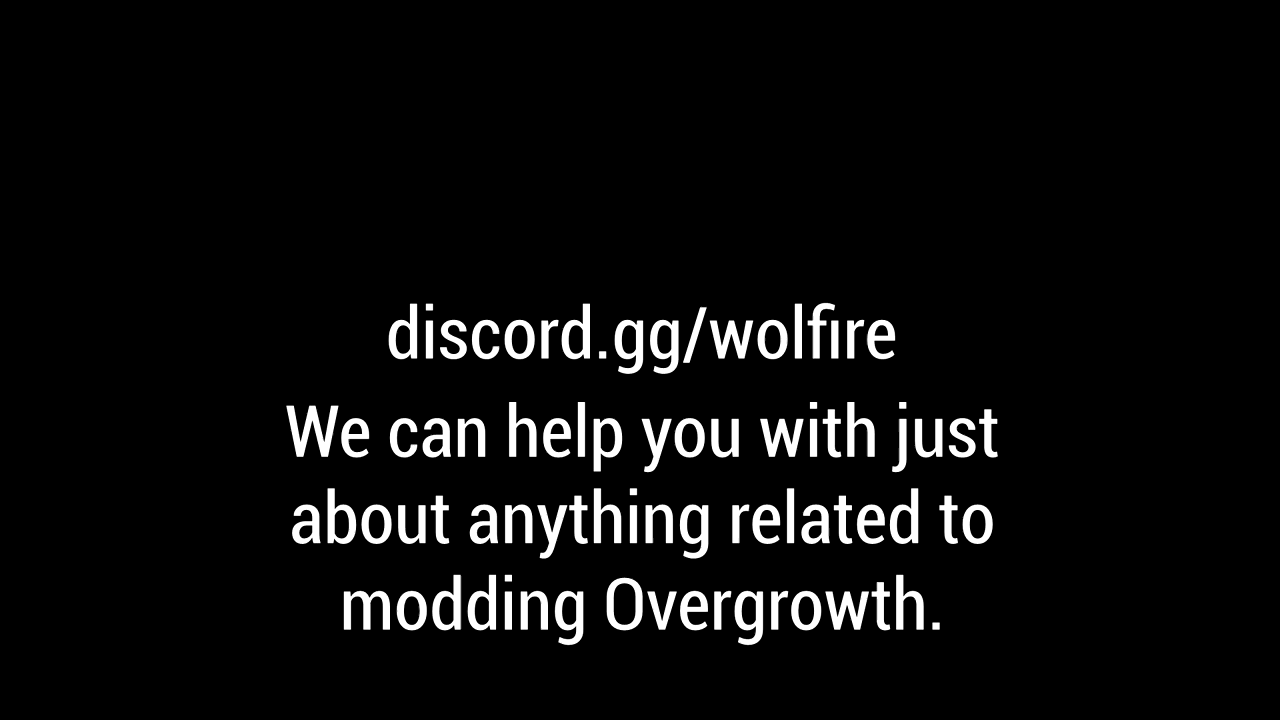 discord.gg/wolfire
We can help you with just
about anything related to
modding Overgrowth.